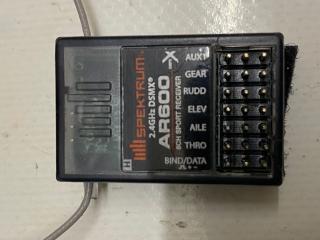 SPEKTRUM
2.4GHz DSMX®
AR600
6CH SPORT RECEIVER
X
AUX1
GEAR
RUDD
ELEV
AILE
THRO
BIND/DATA